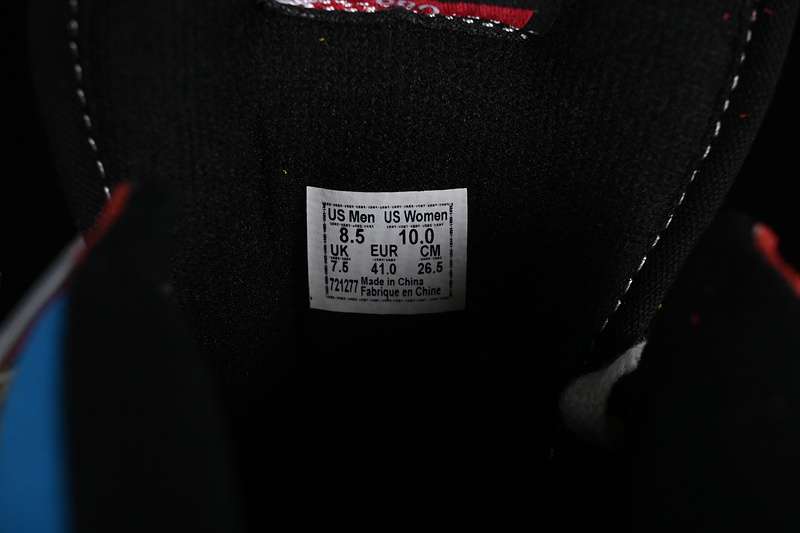 US Men US Women
8.5 10.0
UK EUR CM
7.5 41.0 26.5
721277 Made in China
Fabrique en Chine